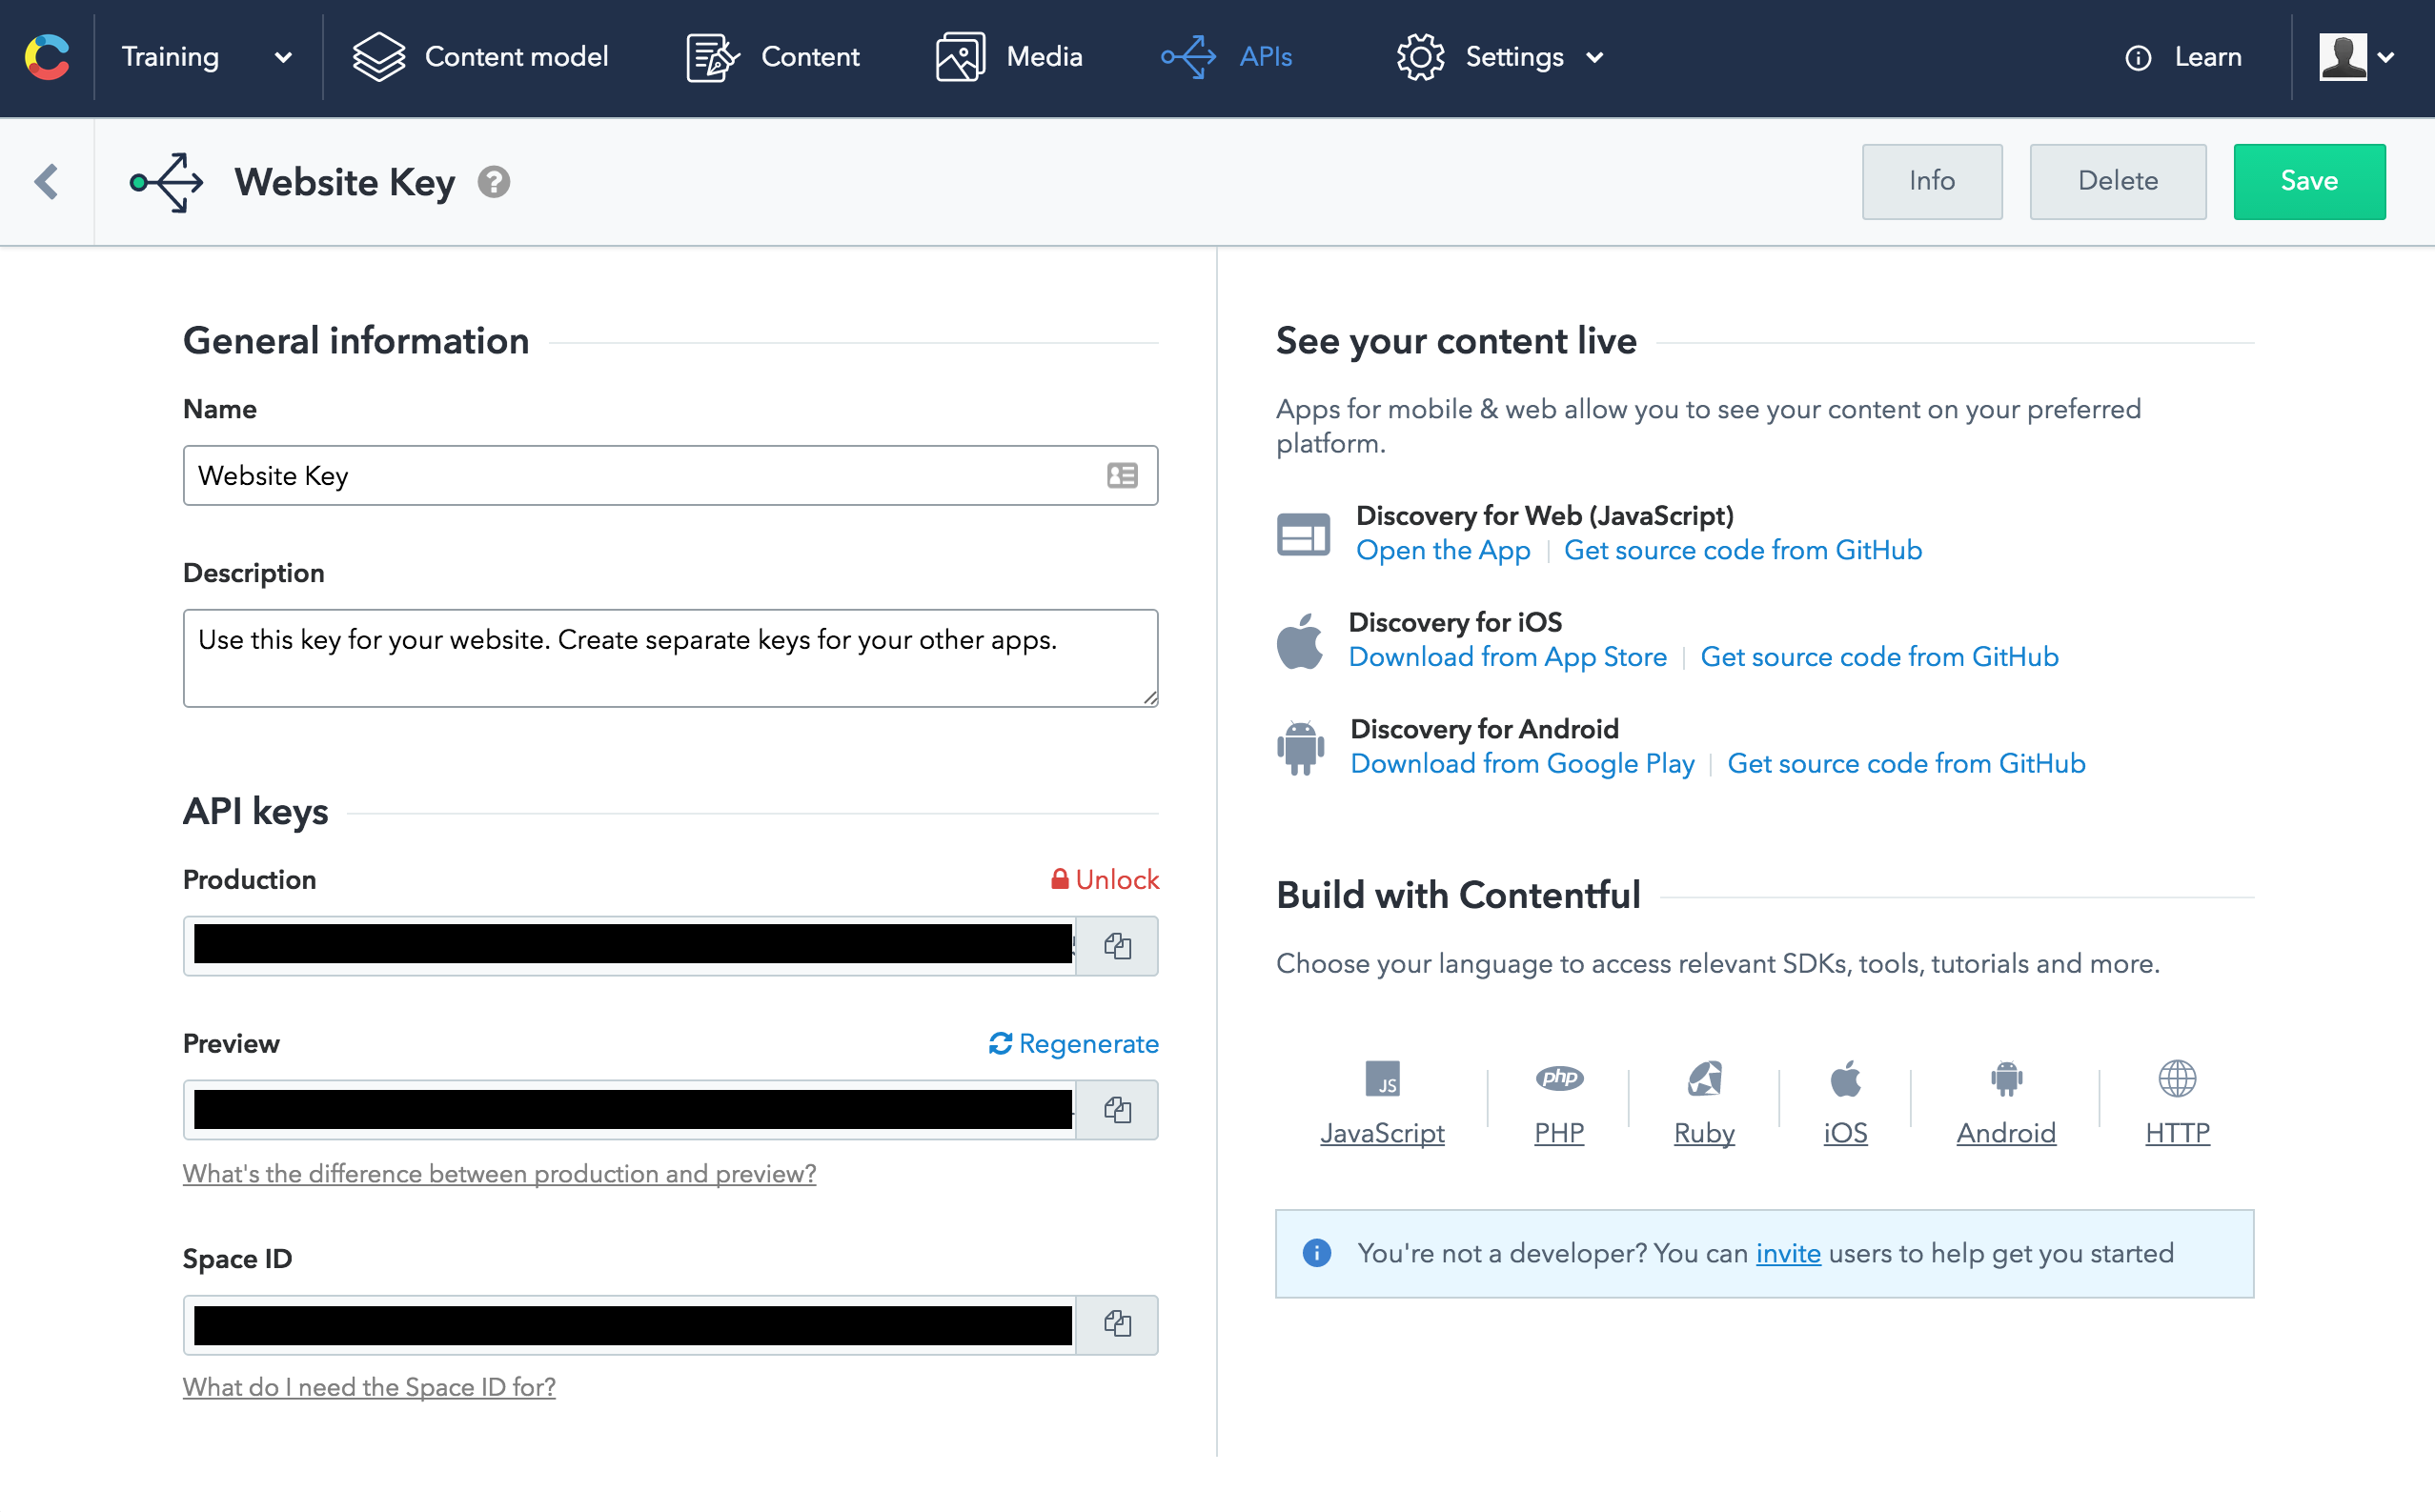 Training
Content model
Content
Media
APIs
Settings
Learn
Website Key
?
Info
Delete
Save
General information
Name
Website Key
Description
Use this key for your website. Create separate keys for your other apps.
API keys
Production
Unlock
Preview
Regenerate
What's the difference between production and preview?
Space ID
What do I need the Space ID for?
See your content live
Apps for mobile & web allow you to see your content on your preferred
platform.
Discovery for Web (JavaScript)
Open the App | Get source code from GitHub
Discovery for iOS
Download from App Store | Get source code from GitHub
Discovery for Android
Download from Google Play | Get source code from GitHub
Build with Contentful
Choose your language to access relevant SDKs, tools, tutorials and more.
JS
php
JavaScript
PHP
Ruby
iOS
Android
HTTP
You're not a developer? You can invite users to help get you started